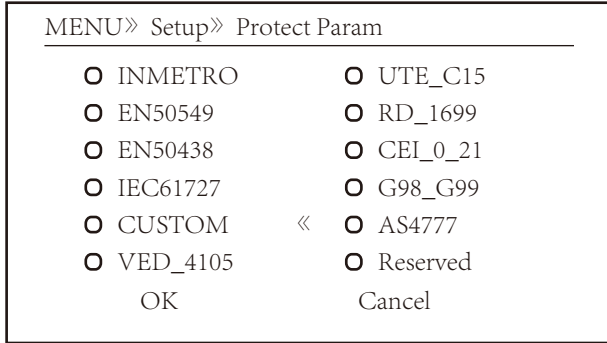 MENU》 Setup》 Protect Param
INMETRO UTE_C15
EN50549 RD_1699
EN50438 CEI_0_21
IEC61727 G98_G99
CUSTOM 《 AS4777
VED_4105 Reserved
OK Cancel